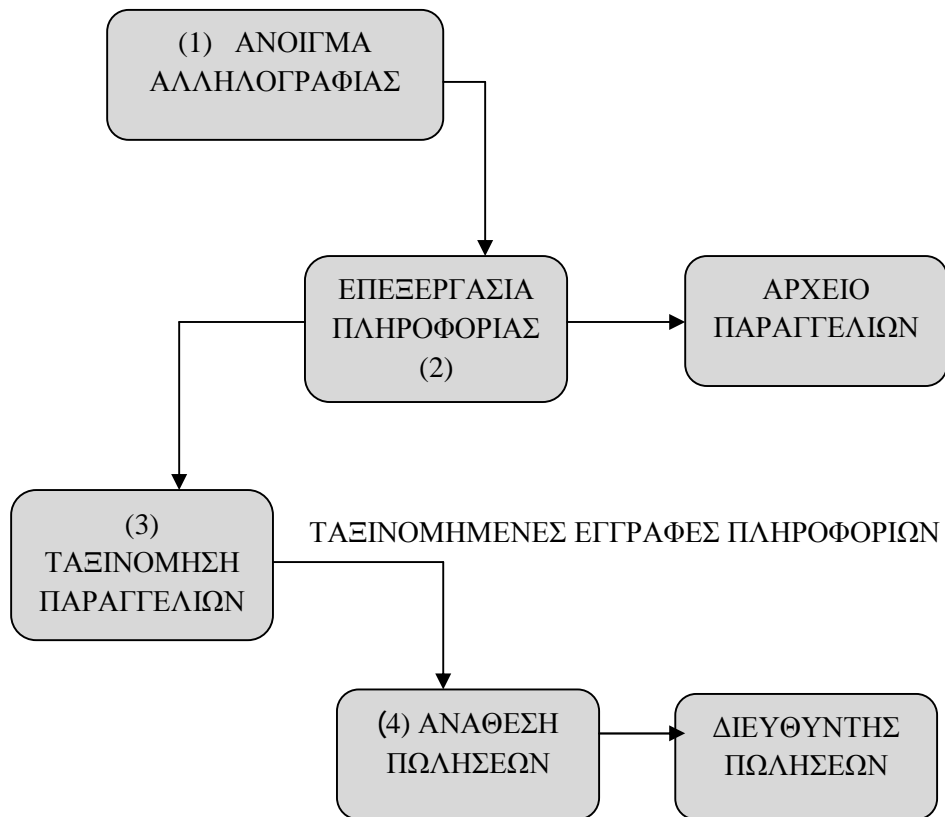 (1) ΑΝΟΙΓΜΑ
ΑΛΛΗΛΟΓΡΑΦΙΑΣ
ΕΠΕΞΕΡΓΑΣΙΑ
ΠΛΗΡΟΦΟΡΙΑΣ
(2)
ΑΡΧΕΙΟ
ΠΑΡΑΓΓΕΛΙΩΝ
(3)
ΤΑΞΙΝΟΜΗΣΗ
ΠΑΡΑΓΓΕΛΙΩΝ
ΤΑΞΙΝΟΜΗΜΕΝΕΣ ΕΓΓΡΑΦΕΣ ΠΛΗΡΟΦΟΡΙΩΝ
(4) ΑΝΑΘΕΣΗ
ΠΩΛΗΣΕΩΝ
ΔΙΕΥΘΥΝΤΗΣ
ΠΩΛΗΣΕΩΝ